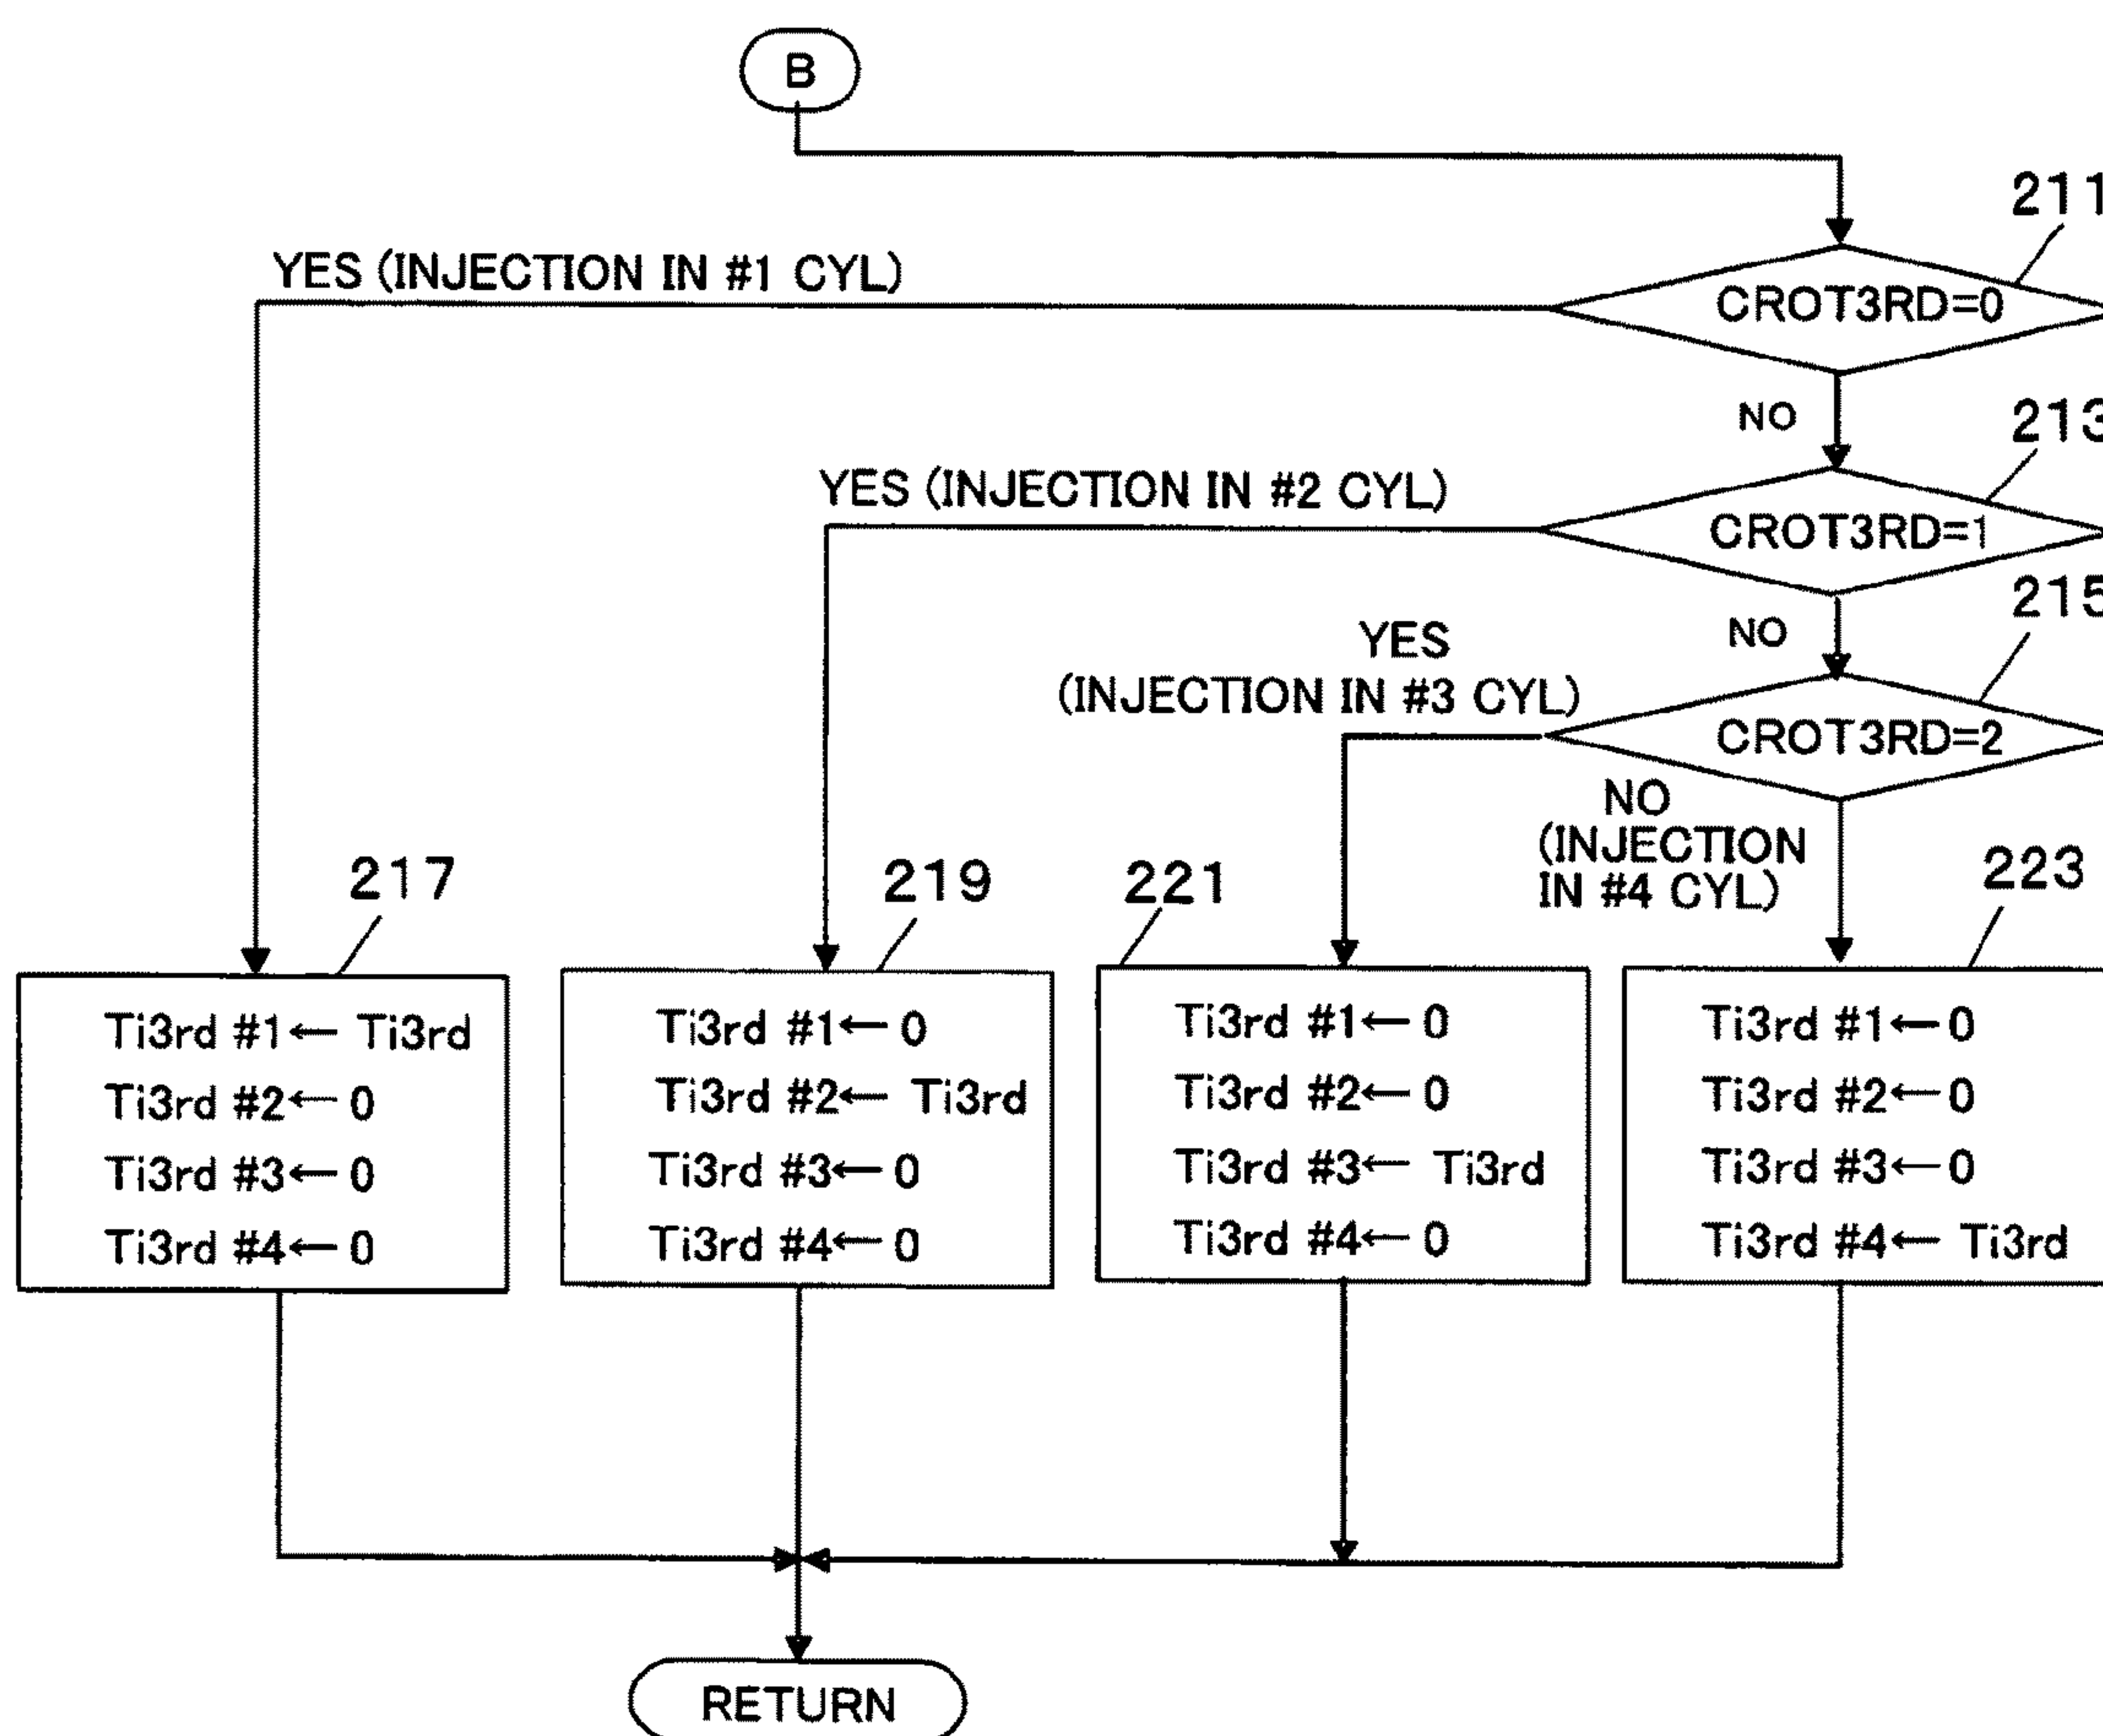 B
211
YES (INJECTION IN #1 CYL)
CROT3RD=0
NO
213
YES (INJECTION IN #2 CYL)
CROT3RD=1
215
NO
YES
(INJECTION IN #3 CYL)
CROT3RD=2
NO
(INJECTION
IN #4 CYL)
217
219
221
223
Ti3rd #1← Ti3rd
Ti3rd #2← 0
Ti3rd #3← 0
Ti3rd #4← 0
Ti3rd #1← 0
Ti3rd #2← Ti3rd
Ti3rd #3← 0
Ti3rd #4← 0
Ti3rd #1← 0
Ti3rd #2← 0
Ti3rd #3← Ti3rd
Ti3rd #4← 0
Ti3rd #1← 0
Ti3rd #2← 0
Ti3rd #3← 0
Ti3rd #4← Ti3rd
RETURN